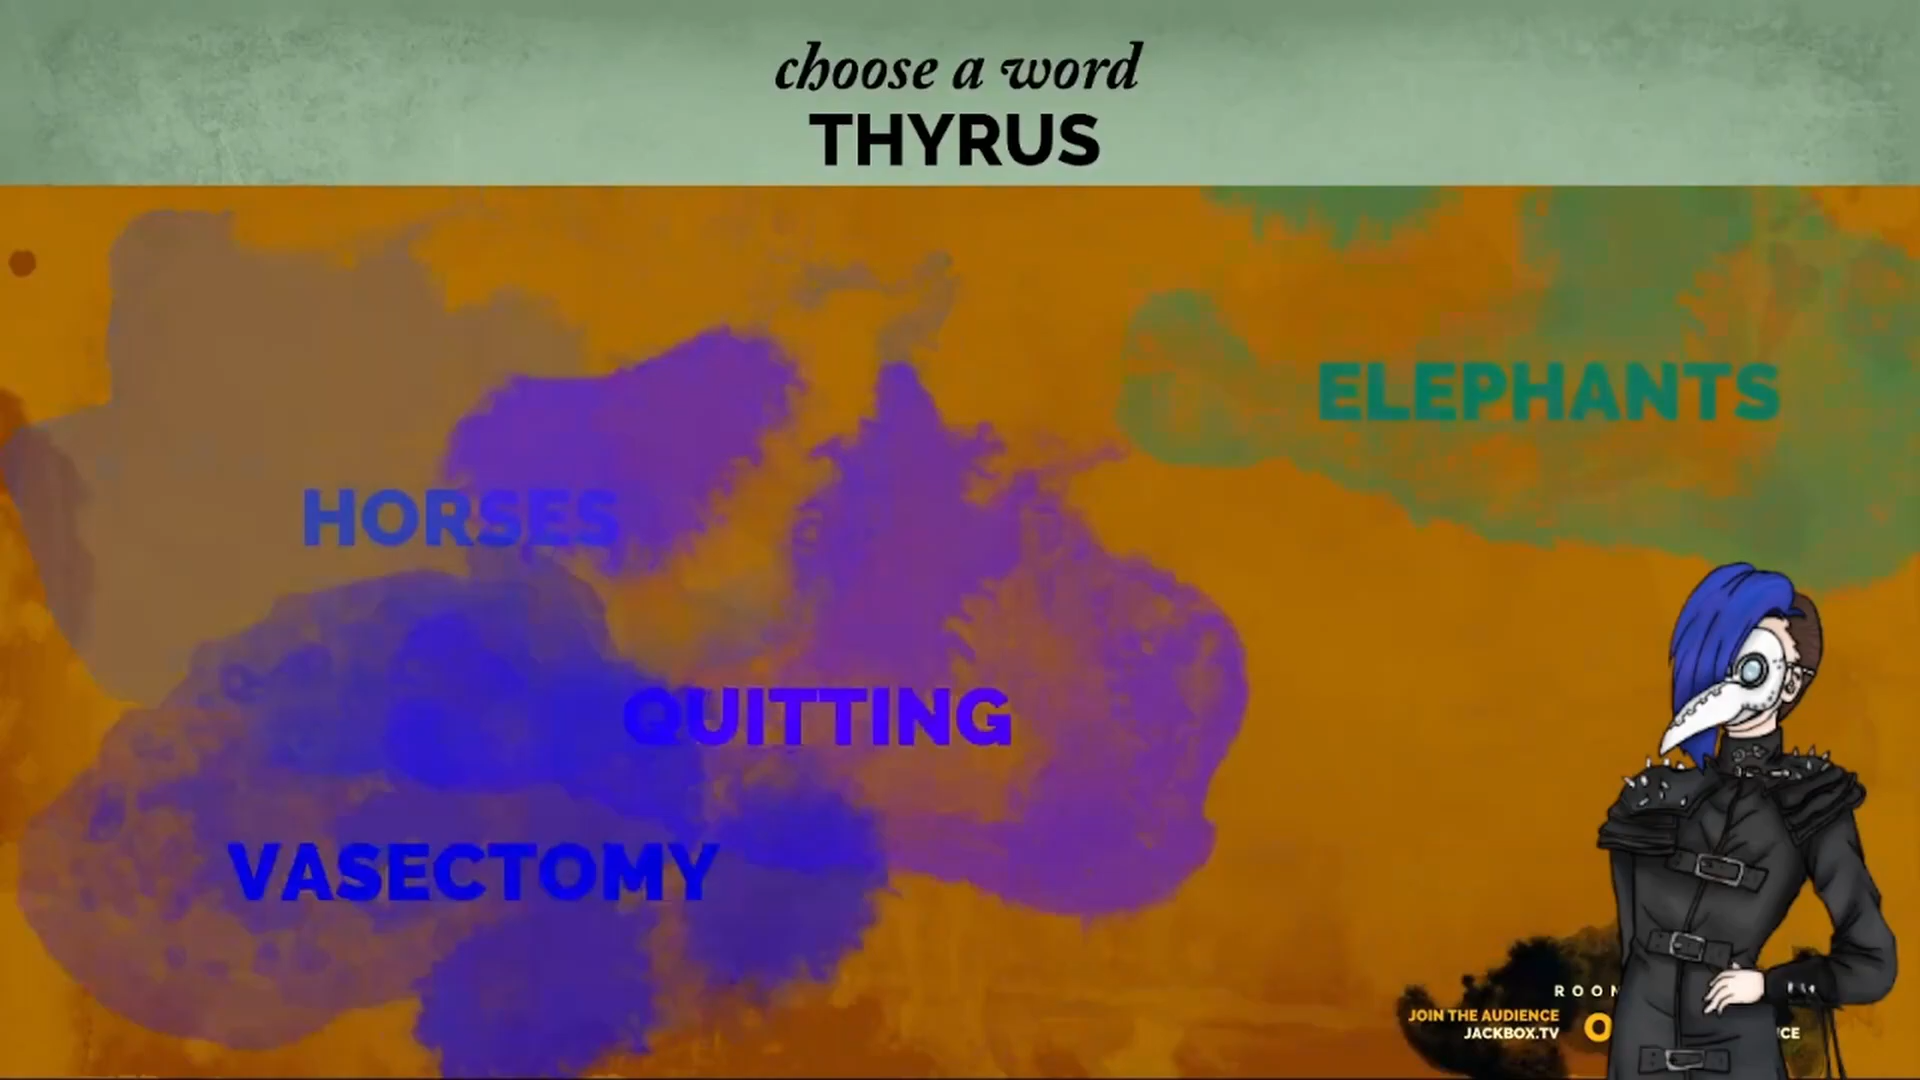 choose a word
THYRUS
ELEPHANTS
HORSES
QUITTING
VASECTOMY
JOIN THE AUDIENCE
JACKBOX.TV